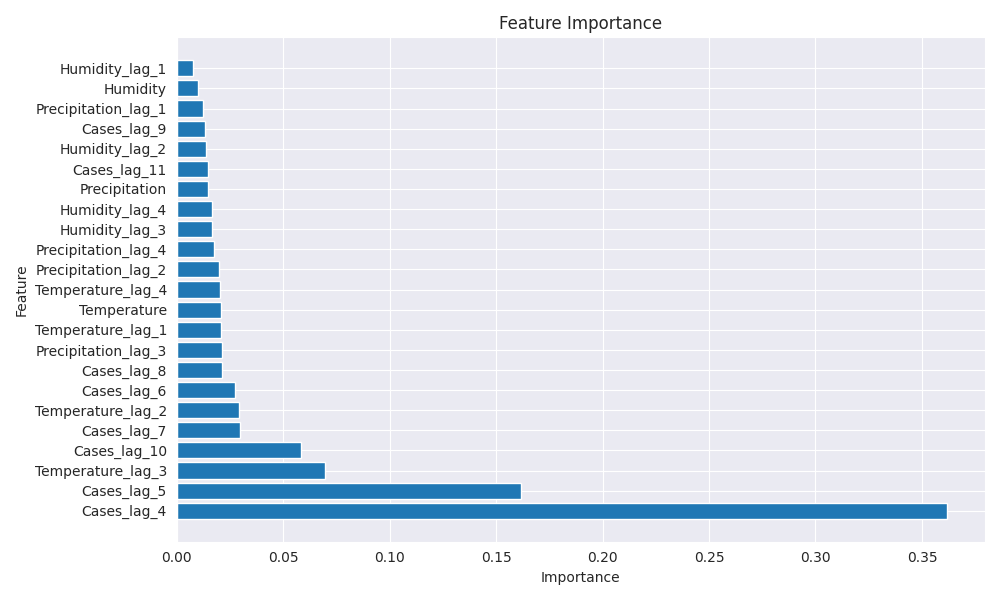 Feature Importance
Humidity_lag_1
Humidity
Precipitation_lag_1
Cases_lag_9
Humidity_lag_2
Cases_lag_11
Precipitation
Humidity_lag_4
Humidity_lag_3
Precipitation_lag_4
Precipitation_lag_2
Temperature_lag_4
Temperature
Temperature_lag_1
Precipitation_lag_3
Cases_lag_8
Cases_lag_6
Temperature_lag_2
Cases_lag_7
Cases_lag_10
Temperature_lag_3
Cases_lag_5
Cases_lag_4
Feature
0.00 0.05 0.10 0.15 0.20 0.25 0.30 0.35
Importance